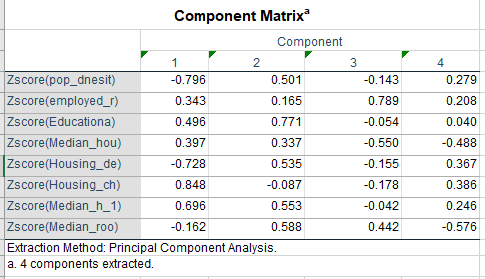 Component Matrixa
Component
1 2 3 4
Zscore(pop_dnesit) -0.796 0.501 -0.143 0.279
Zscore(employed_r) 0.343 0.165 0.789 0.208
Zscore(Educationa) 0.496 0.771 -0.054 0.040
Zscore(Median_hou) 0.397 0.337 -0.550 -0.488
Zscore(Housing_de) -0.728 0.535 -0.155 0.367
Zscore(Housing_ch) 0.848 -0.087 -0.178 0.386
Zscore(Median_h_1) 0.696 0.553 -0.042 0.246
Zscore(Median_roo) -0.162 0.588 0.442 -0.576
Extraction Method: Principal Component Analysis.
a. 4 components extracted.